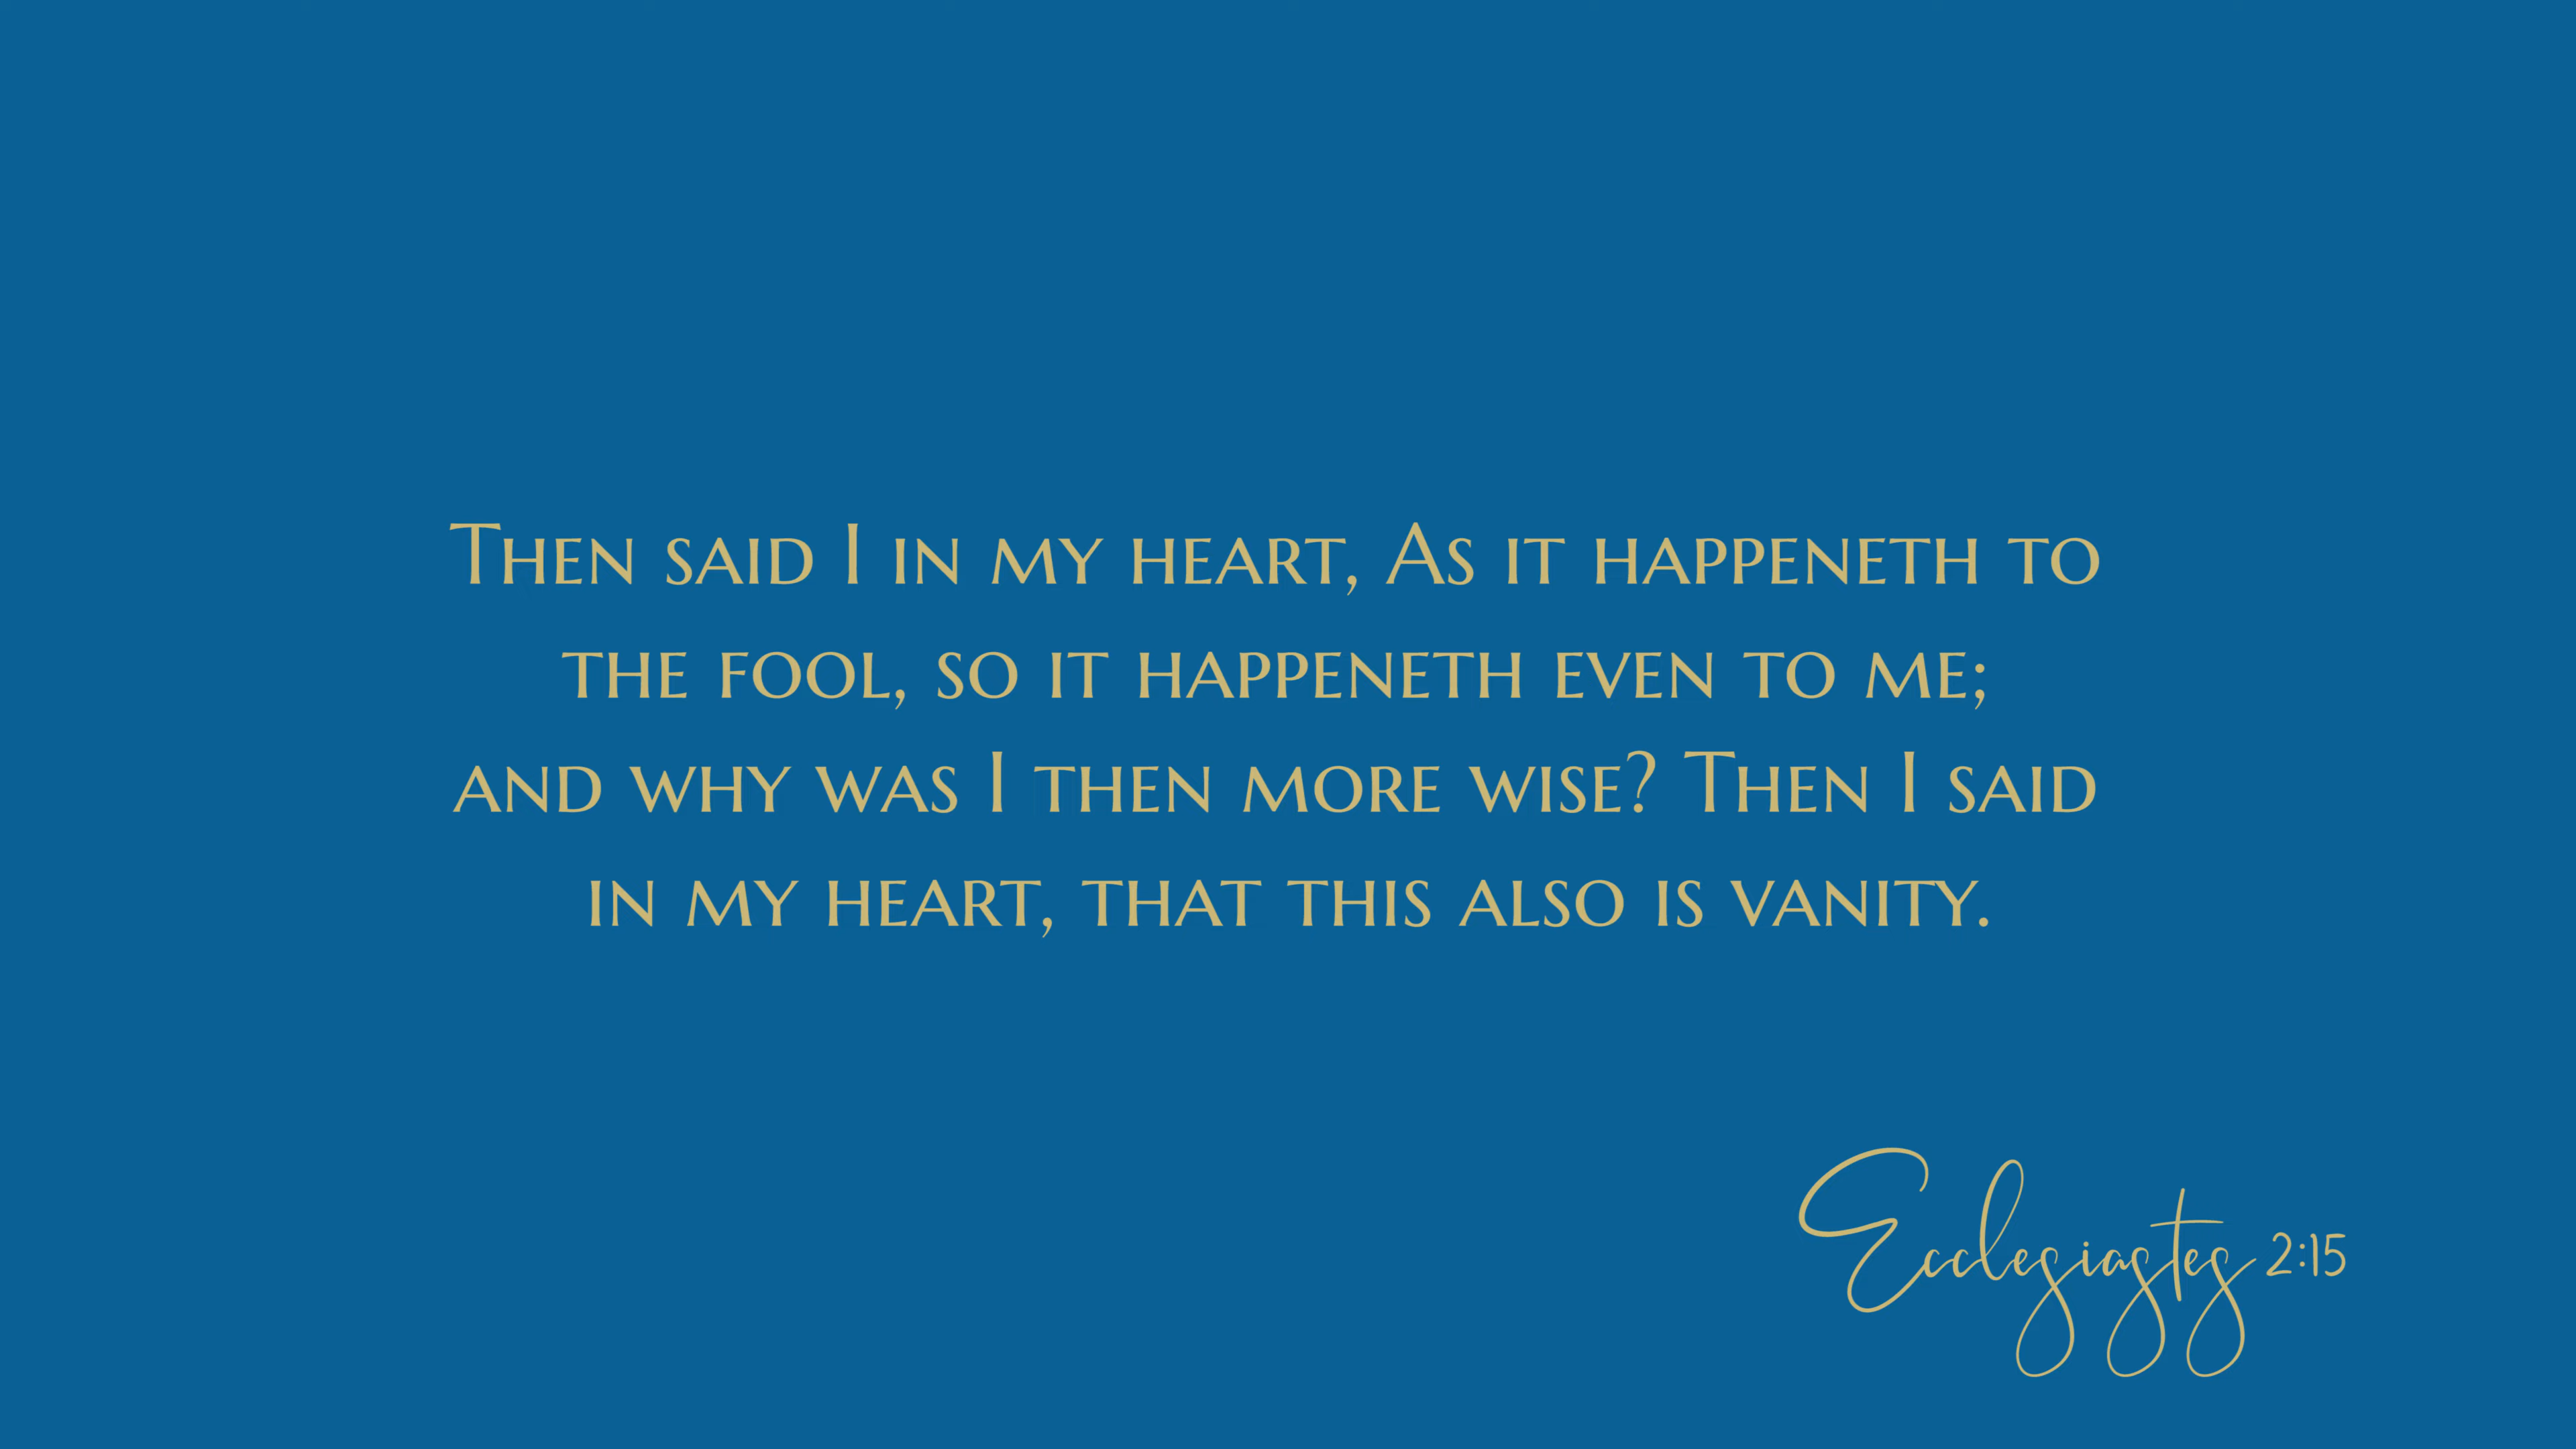 Then said I in my heart, As it happeneth to
the fool, so it happeneth even to me;
and why was I then more wise? Then I said
in my heart, that this also is vanity.
Ecclesiastes 2:15